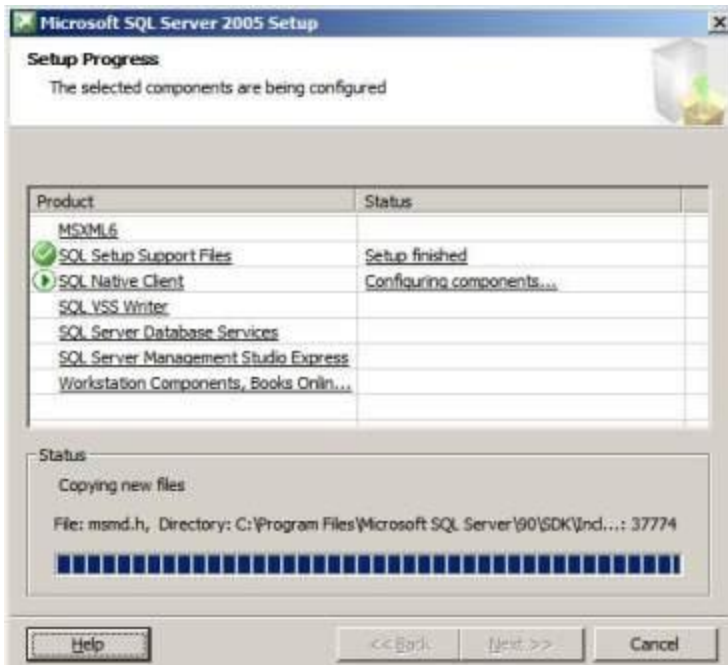 Microsoft SQL Server 2005 Setup
Setup Progress
The selected components are being configured
Product Status
MSXML6
SQL Setup Support Files Setup finished
SQL Native Client Configuring components...
SQL VSS Writer
SQL Server Database Services
SQL Server Management Studio Express
Workstation Components, Books Onlin...
Status
Copying new files
File: msmd.h, Directory: C:\Program Files\Microsoft SQL Server\90\SDK\Incl...: 37774
Help << Back Next >> Cancel